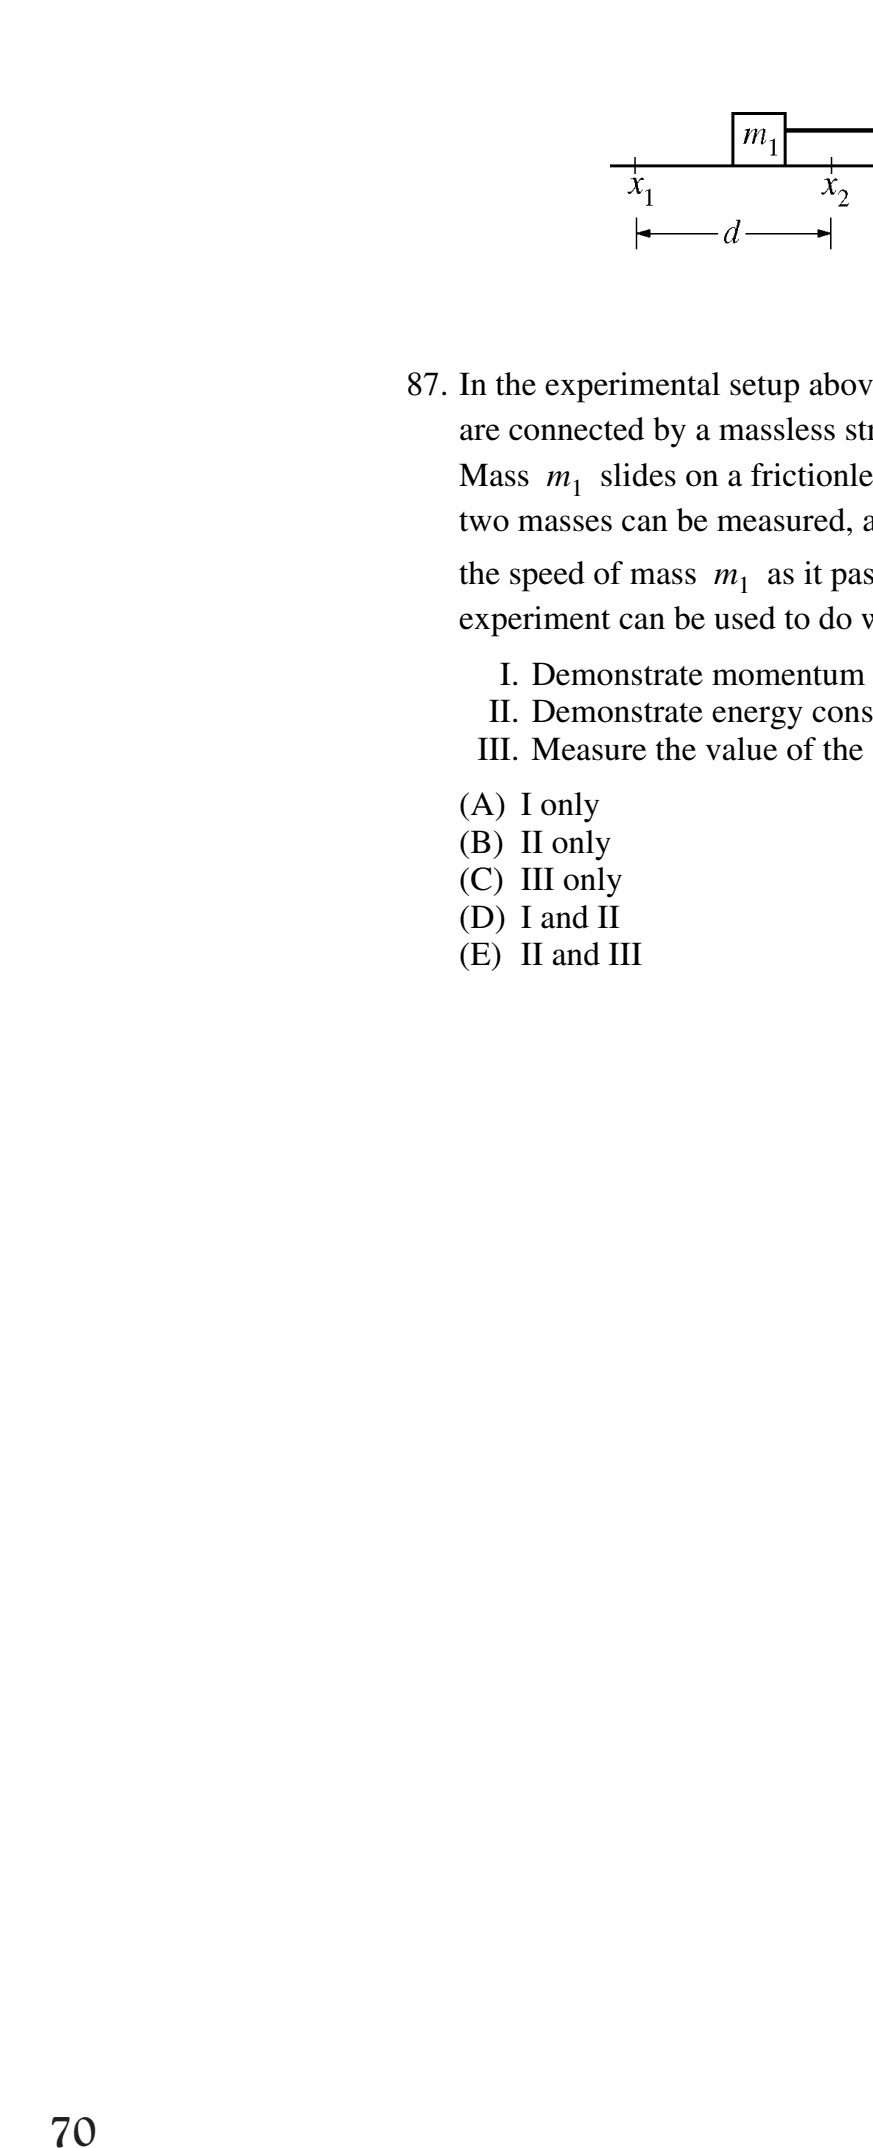 m1
x1 x2
d
87. In the experimental setup abov
are connected by a massless str
Mass m1 slides on a frictionle
two masses can be measured, a
the speed of mass m1 as it pas
experiment can be used to do w
I. Demonstrate momentum
II. Demonstrate energy cons
III. Measure the value of the
(A) I only
(B) II only
(C) III only
(D) I and II
(E) II and III
70